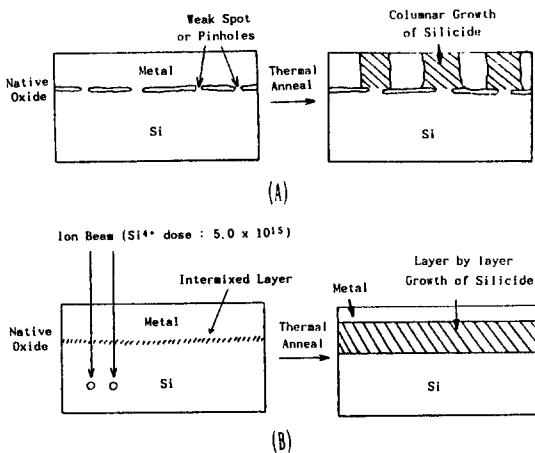 Weak Spot
or Pinholes
Columnar Growth
of Silicide
Metal
Native
Oxide
Thermal
Anneal
Si
Si
(A)
Ion Beam (Si⁴⁺ dose : 5.0 x 10¹⁵)
Intermixed Layer
Layer by layer
Growth of Silicide
Metal
Metal
Native
Oxide
Thermal
Anneal
Si
Si
(B)